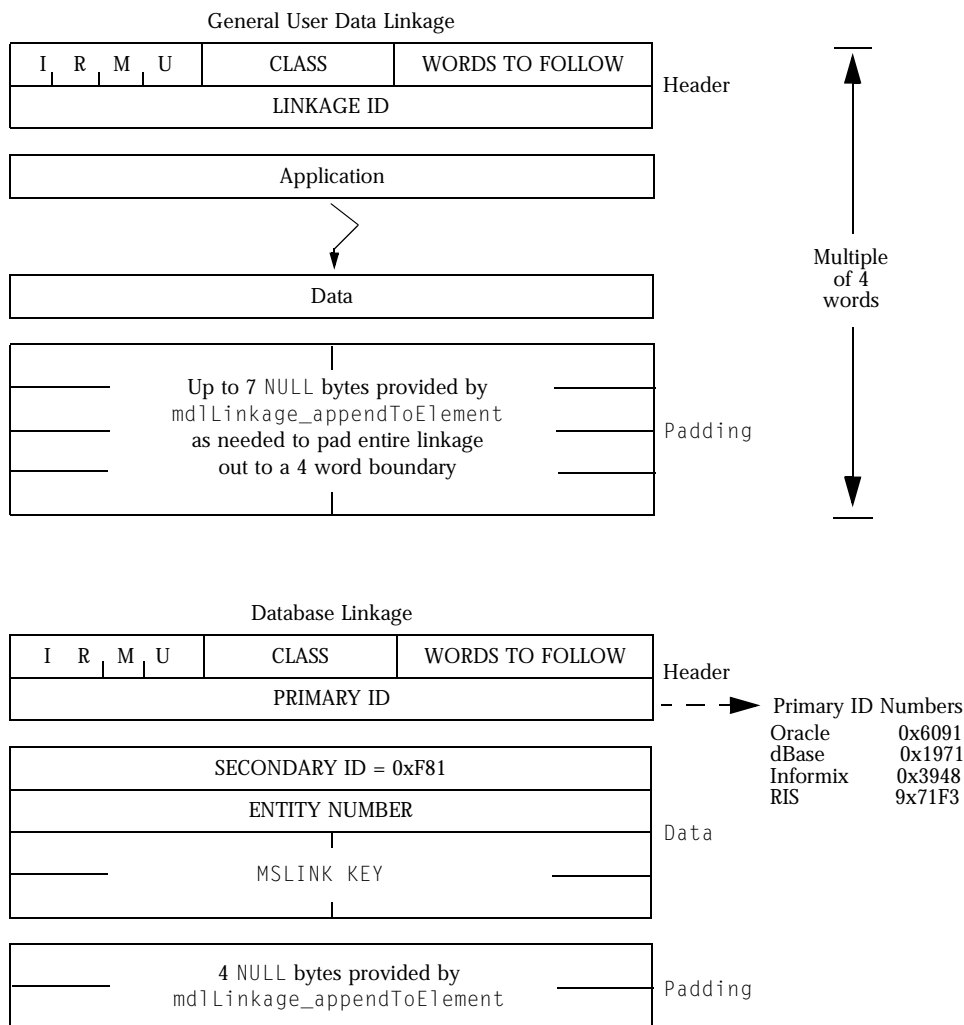 General User Data Linkage
I R M U CLASS WORDS TO FOLLOW
Header
LINKAGE ID
Application
Data
Multiple
of 4
words
Up to 7 NULL bytes provided by
mdlLinkage_appendToElement
as needed to pad entire linkage
out to a 4 word boundary
Padding
Database Linkage
I R M U CLASS WORDS TO FOLLOW
Header
PRIMARY ID
Primary ID Numbers
Oracle 0x6091
dBase 0x1971
Informix 0x3948
RIS 9x71F3
SECONDARY ID = 0xF81
ENTITY NUMBER
Data
MSLINK KEY
4 NULL bytes provided by
mdlLinkage_appendToElement
Padding